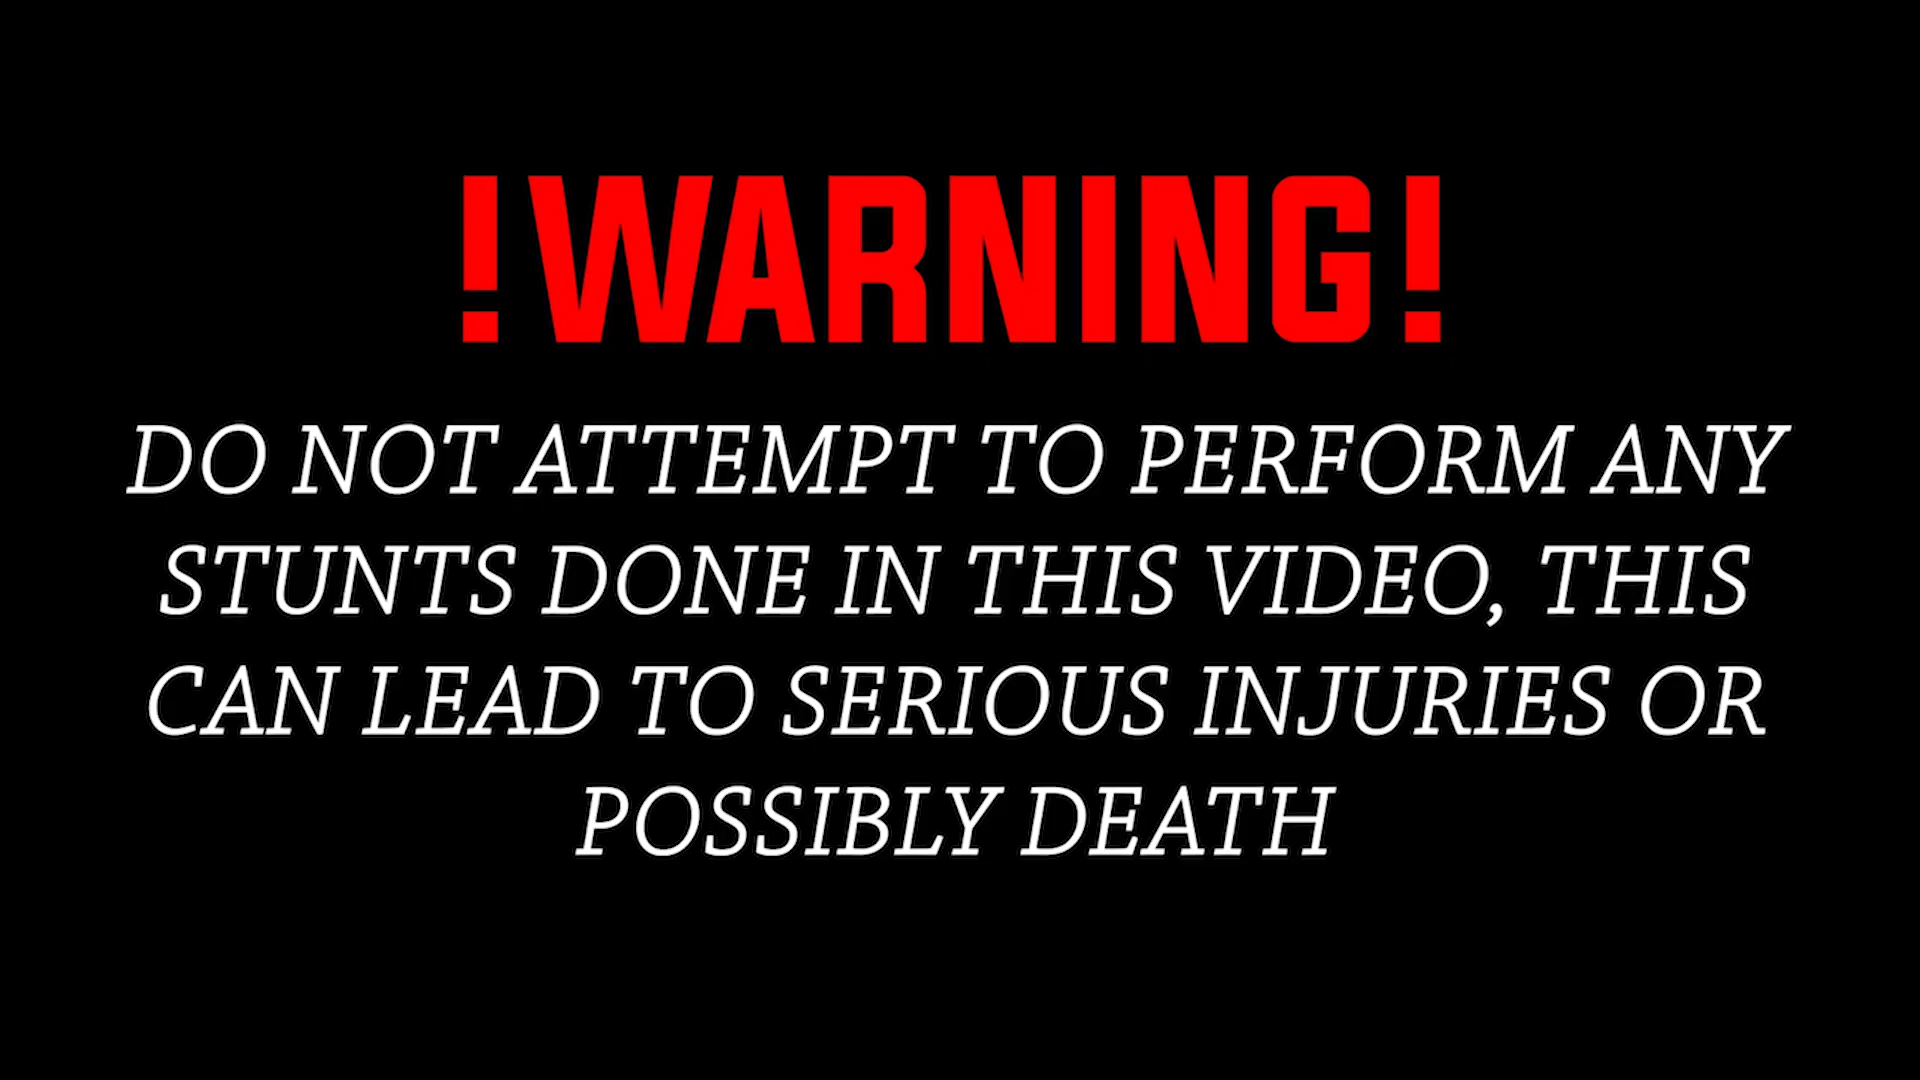 !WARNING!
DO NOT ATTEMPT TO PERFORM ANY
STUNTS DONE IN THIS VIDEO, THIS
CAN LEAD TO SERIOUS INJURIES OR
POSSIBLY DEATH